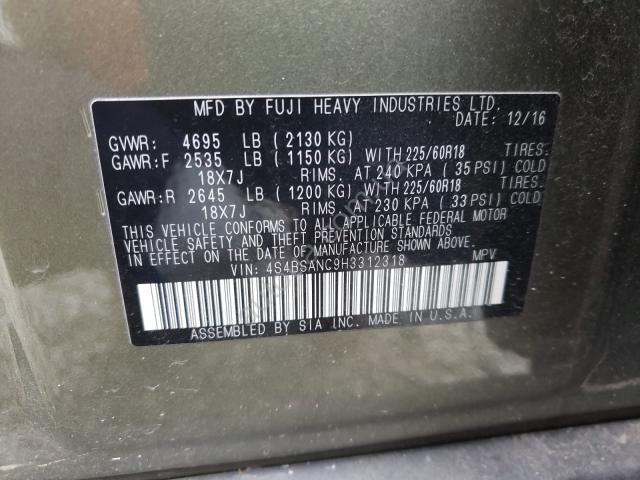 MFD BY FUJI HEAVY INDUSTRIES LTD.
DATE: 12/16
GVWR: 4695 LB (2130 KG)
GAWR:F 2535 LB (1150 KG) WITH 225/60R18 TIRES.
18X7J RIMS. AT 240 KPA (35 PSI) COLD
GAWR:R 2645 LB (1200 KG) WITH 225/60R18 TIRES.
18X7J RIMS. AT 230 KPA (33 PSI) COLD
THIS VEHICLE CONFORMS TO ALL APPLICABLE FEDERAL MOTOR
VEHICLE SAFETY AND THEFT PREVENTION STANDARDS
IN EFFECT ON THE DATE OF MANUFACTURE SHOWN ABOVE.
VIN: 4S4BSANC9H3312318 MPV
ASSEMBLED BY SIA INC. MADE IN U.S.A.